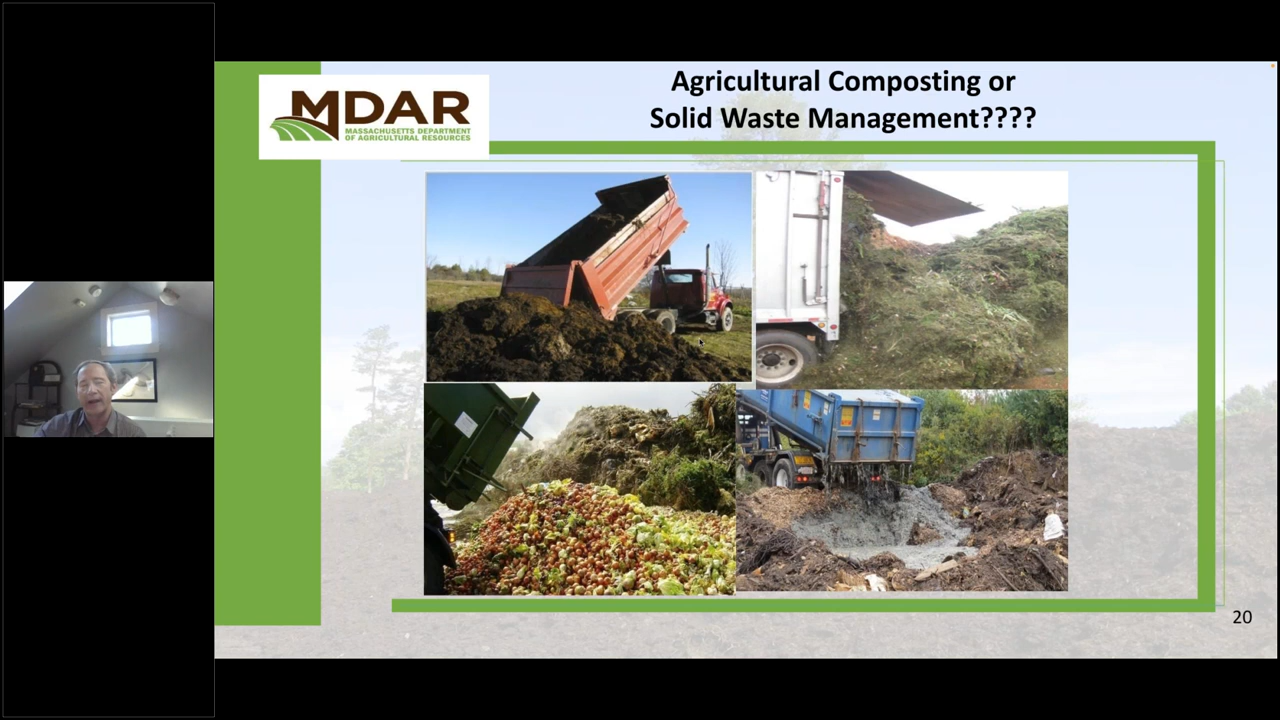 Agricultural Composting or
Solid Waste Management????
MDAR
MASSACHUSETTS DEPARTMENT
OF AGRICULTURAL RESOURCES
20